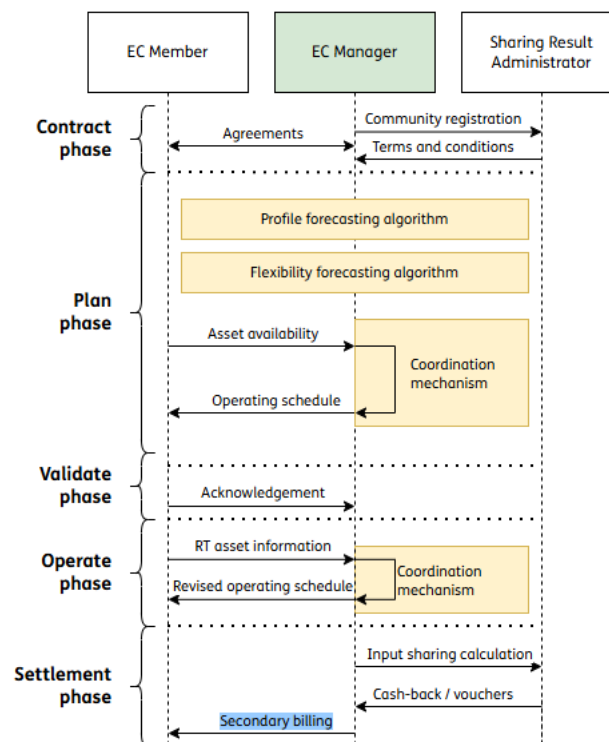 EC Member
EC Manager
Sharing Result
Administrator
Contract
phase
Community registration
Agreements
Terms and conditions
Plan
phase
Profile forecasting algorithm
Flexibility forecasting algorithm
Asset availability
Coordination
mechanism
Operating schedule
Validate
phase
Acknowledgement
Operate
phase
RT asset information
Coordination
mechanism
Revised operating schedule
Settlement
phase
Input sharing calculation
Cash-back / vouchers
Secondary billing